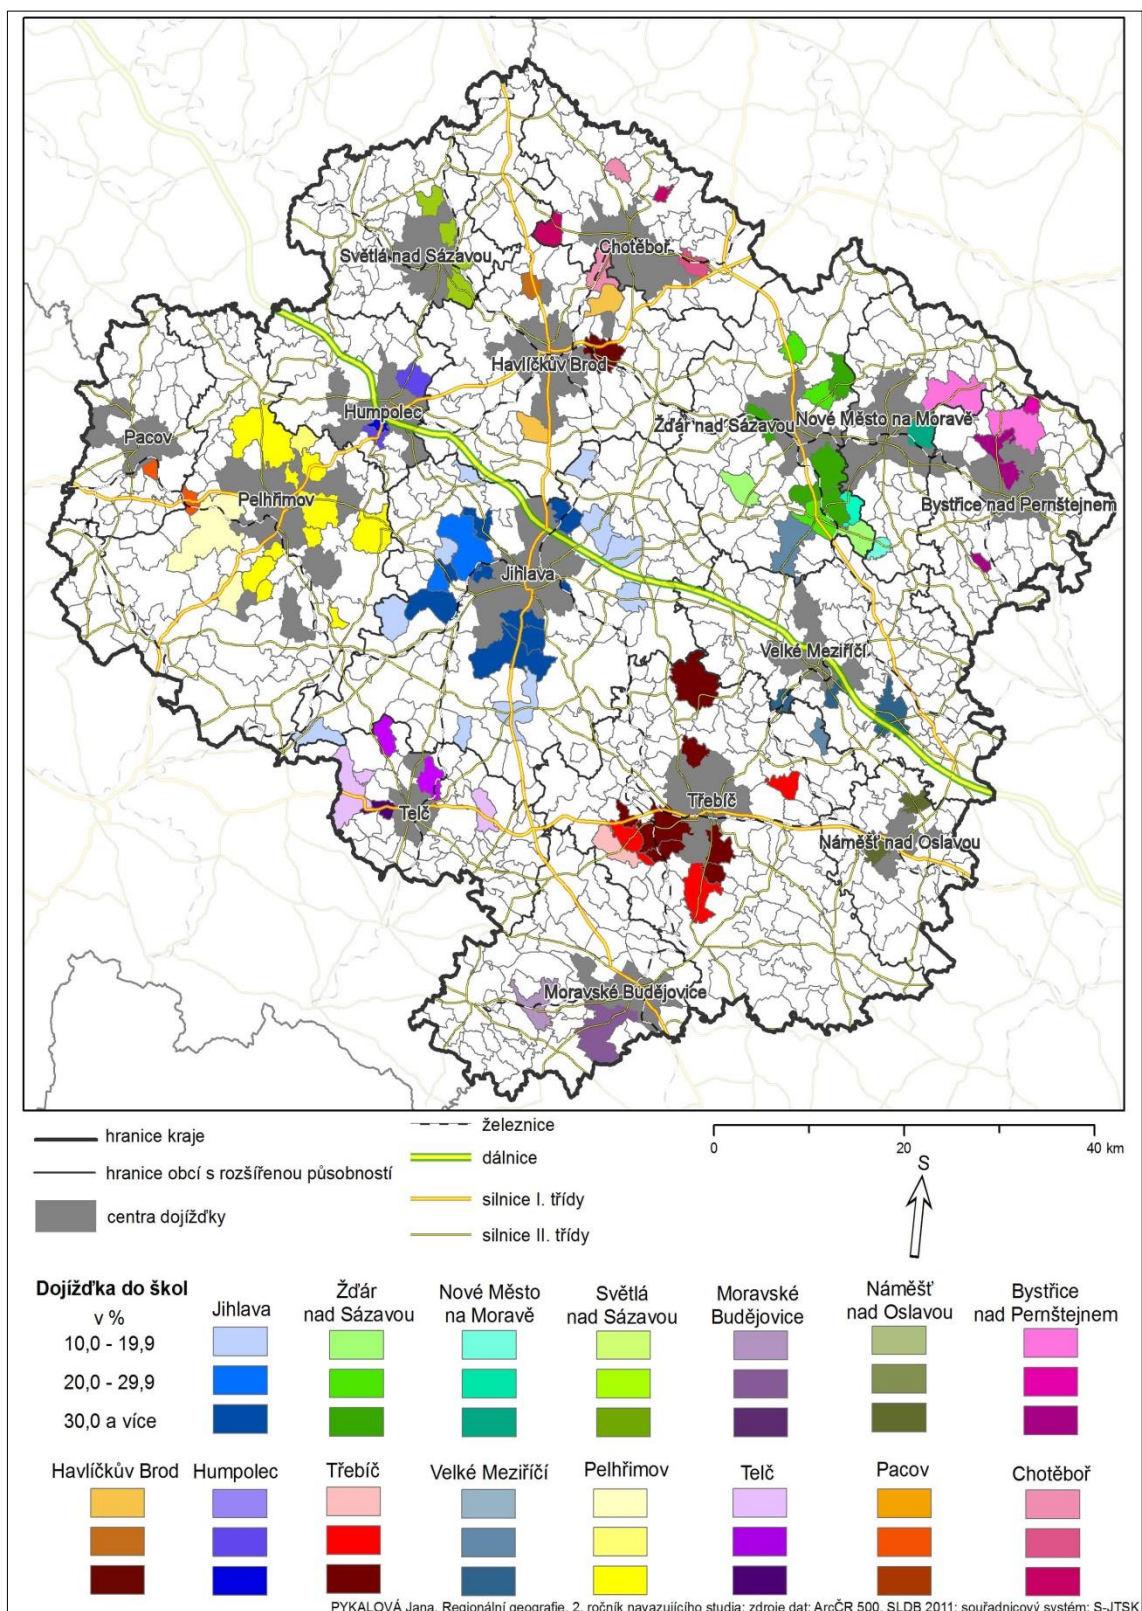 Chotěboř
Světlá nad Sázavou
Havlíčkův Brod
Humpolec
Pacov
Žďár nad Sázavou
Nové Město na Moravě
Pelhřimov
Bystřice nad Pernštejnem
Jihlava
Velké Meziříčí
Třebíč
Telč
Náměšť nad Oslavou
Moravské Budějovice
hranice kraje
hranice obcí s rozšířenou působností
centra dojížďky
železnice
dálnice
silnice I. třídy
silnice II. třídy
0 20 40 km
S
Dojížďka do škol
v %
10,0 - 19,9
20,0 - 29,9
30,0 a více
Jihlava
Žďár
nad Sázavou
Nové Město
na Moravě
Světlá
nad Sázavou
Moravské
Budějovice
Náměšť
nad Oslavou
Bystřice
nad Pernštejnem
Havlíčkův Brod
Humpolec
Třebíč
Velké Meziříčí
Pelhřimov
Telč
Pacov
Chotěboř
PYKALOVÁ Jana, Regionální geografie, 2. ročník navazujícího studia; zdroje dat: ArcČR 500, SLDB 2011; souřadnicový systém: S-JTSK